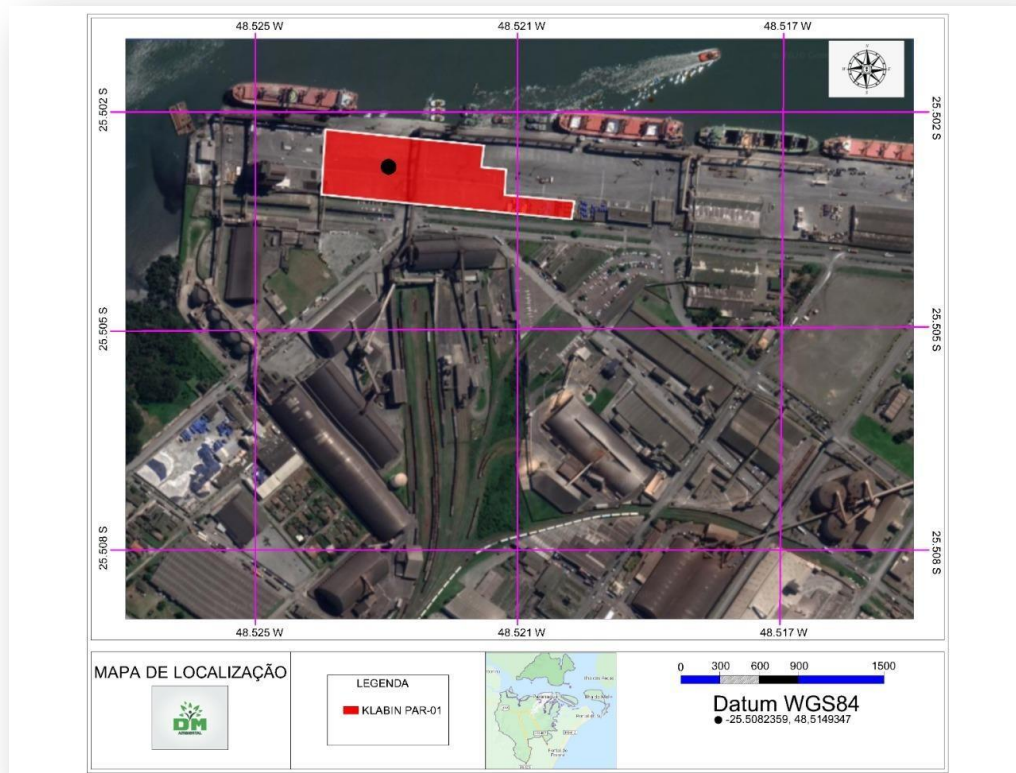 48.525 W
48.521 W
48.517 W
25.502 S
25.502 S
25.505 S
25.505 S
25.508 S
25.508 S
48.525 W
48.521 W
48.517 W
MAPA DE LOCALIZAÇÃO
DM
AMBIENTAL
LEGENDA
KLABIN PAR-01
0 300 600 900 1500
Datum WGS84
-25.5082359, 48,5149347